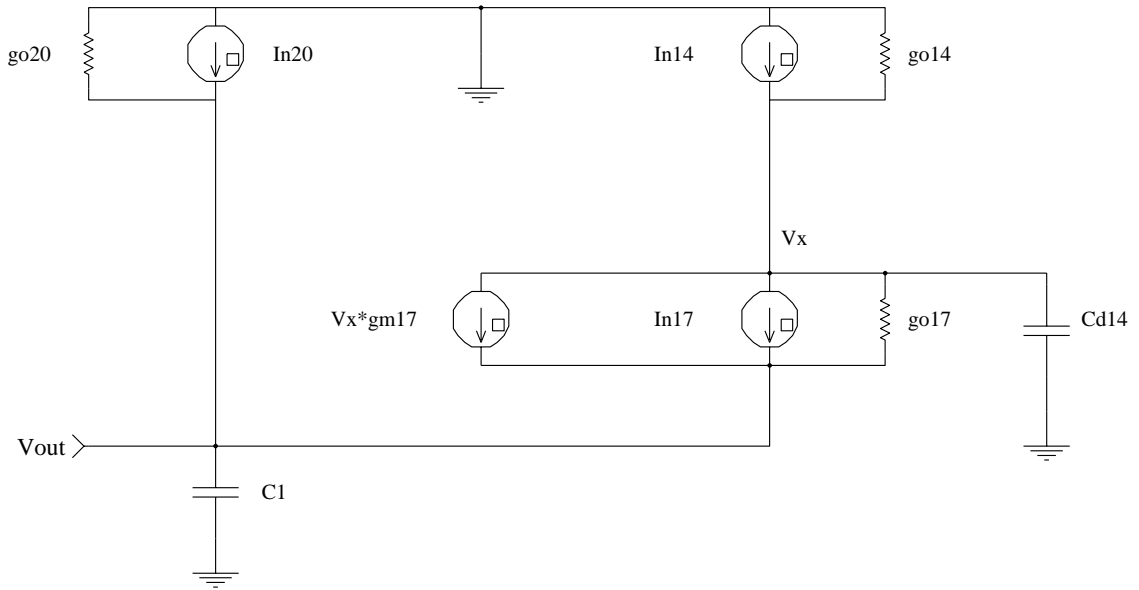 go20
In20
In14
go14
Vx
Vx*gm17
In17
go17
Cd14
Vout
C1